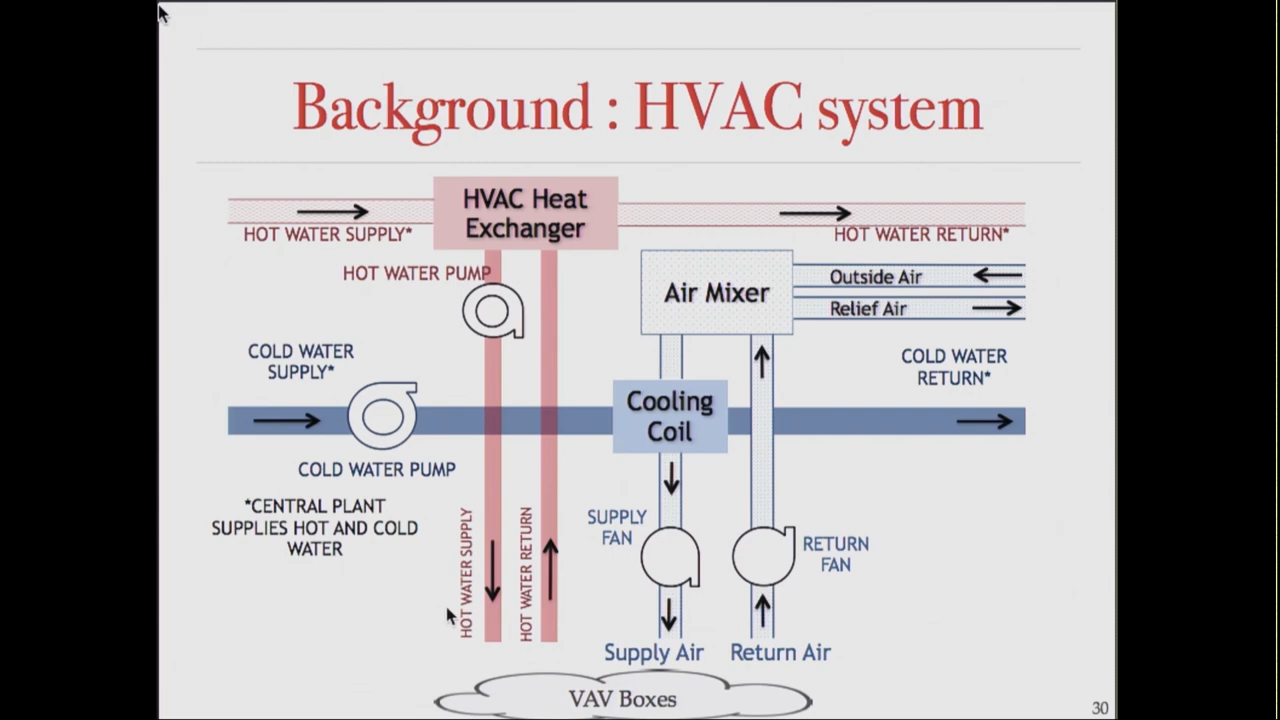 Background : HVAC system
HVAC Heat
Exchanger
HOT WATER SUPPLY*
HOT WATER RETURN*
HOT WATER PUMP
Air Mixer
Outside Air
Relief Air
COLD WATER
SUPPLY*
COLD WATER
RETURN*
Cooling
Coil
COLD WATER PUMP
*CENTRAL PLANT
SUPPLIES HOT AND COLD
WATER
HOT WATER SUPPLY
HOT WATER RETURN
SUPPLY
FAN
RETURN
FAN
Supply Air
Return Air
VAV Boxes
30